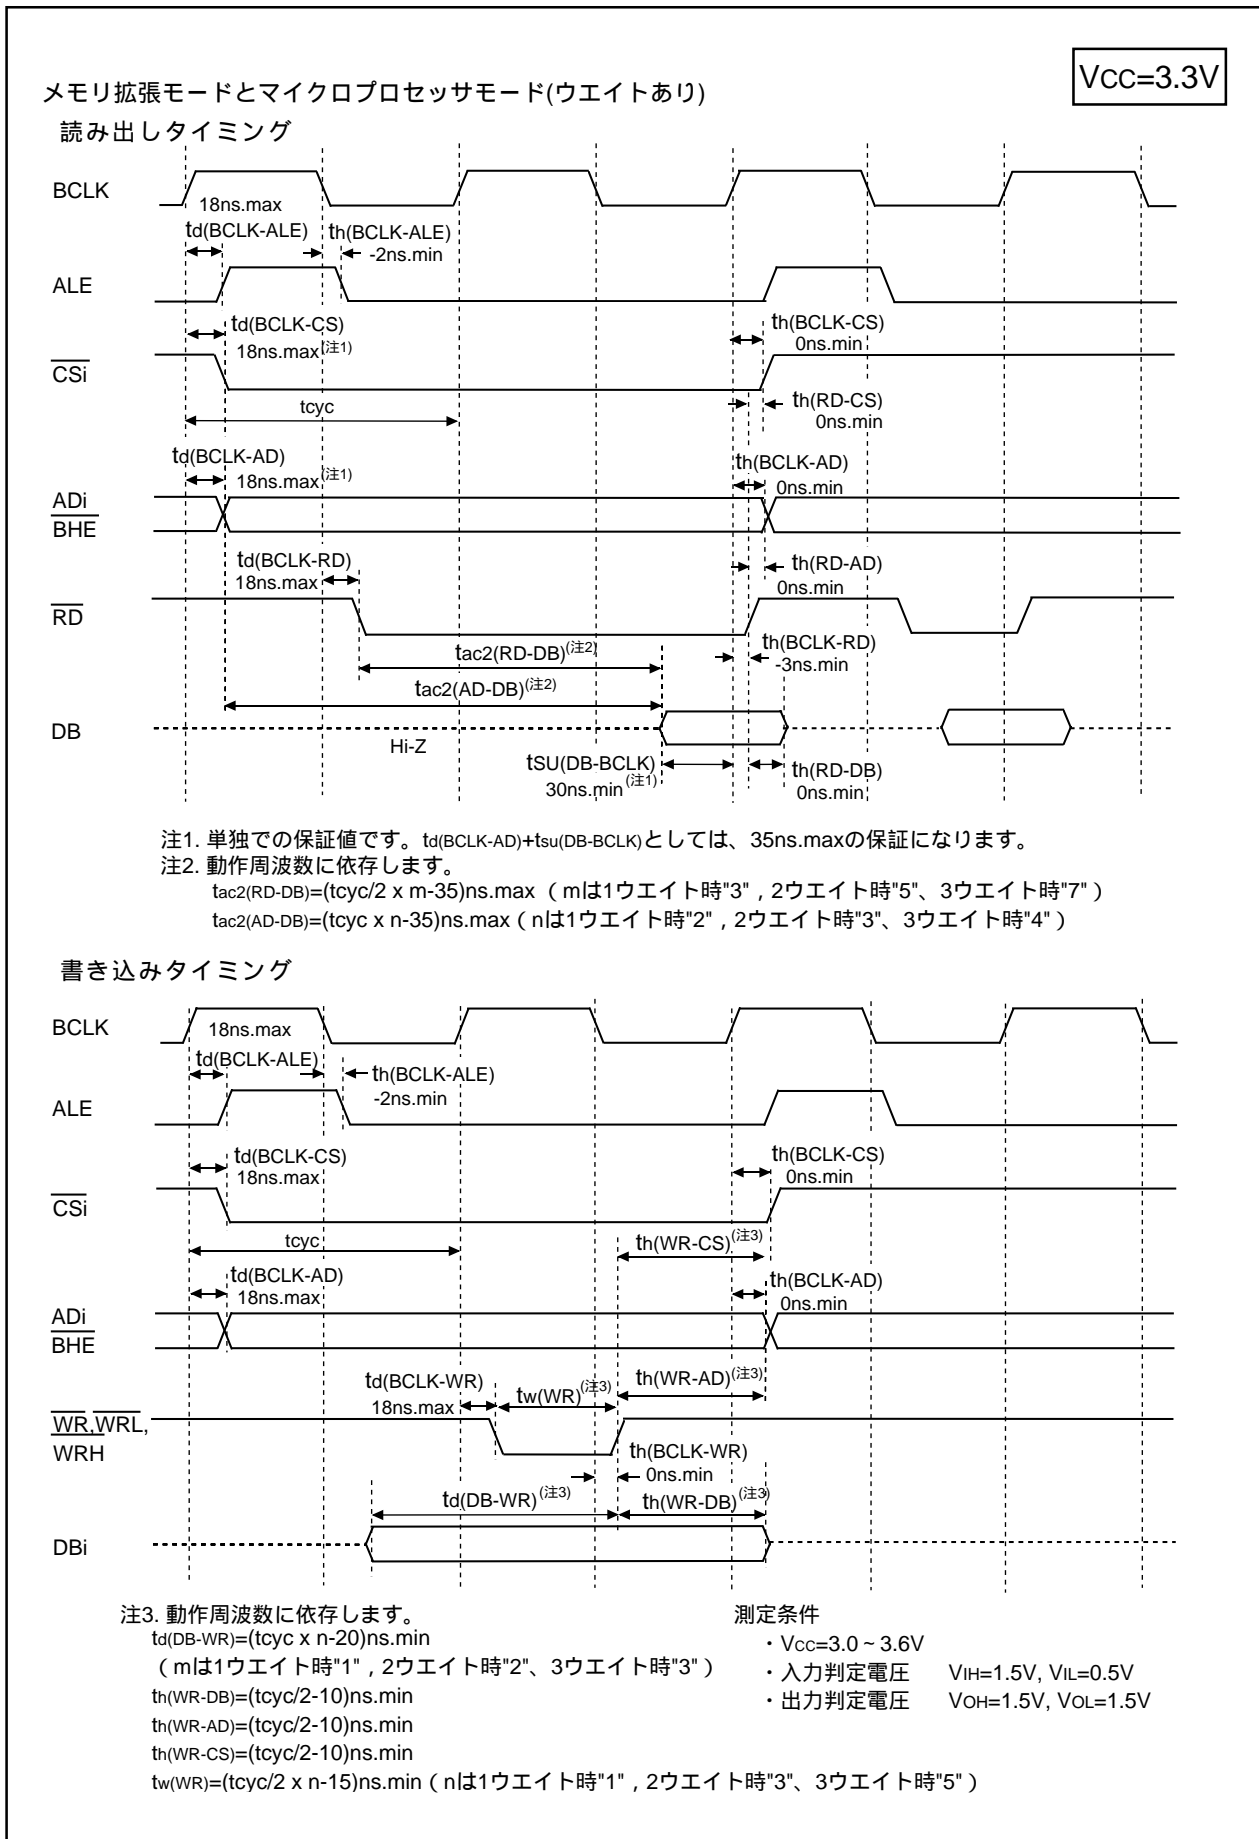 VCC=3.3V
メモリ拡張モードとマイクロプロセッサモード(ウエイトあり)
読み出しタイミング
BCLK
18ns.max
td(BCLK-ALE)
th(BCLK-ALE)
-2ns.min
ALE
td(BCLK-CS)
18ns.max(注1)
th(BCLK-CS)
0ns.min
CSi
tcyc
th(RD-CS)
0ns.min
td(BCLK-AD)
18ns.max(注1)
th(BCLK-AD)
0ns.min
ADi
BHE
td(BCLK-RD)
18ns.max
th(RD-AD)
0ns.min
RD
tac2(RD-DB)(注2)
th(BCLK-RD)
-3ns.min
tac2(AD-DB)(注2)
DB
Hi-Z
tSU(DB-BCLK)
30ns.min(注1)
th(RD-DB)
0ns.min
注1. 単独での保証値です。td(BCLK-AD)+tsu(DB-BCLK)としては、35ns.maxの保証になります。
注2. 動作周波数に依存します。
tac2(RD-DB)=(tcyc/2 x m-35)ns.max（mは1ウエイト時"3"，2ウエイト時"5"、3ウエイト時"7"）
tac2(AD-DB)=(tcyc x n-35)ns.max（nは1ウエイト時"2"，2ウエイト時"3"、3ウエイト時"4"）
書き込みタイミング
BCLK
18ns.max
td(BCLK-ALE)
th(BCLK-ALE)
-2ns.min
ALE
td(BCLK-CS)
18ns.max
th(BCLK-CS)
0ns.min
CSi
tcyc
th(WR-CS)(注3)
td(BCLK-AD)
18ns.max
th(BCLK-AD)
0ns.min
ADi
BHE
td(BCLK-WR)
18ns.max
tw(WR)(注3)
th(WR-AD)(注3)
WR,WRL,
WRH
th(BCLK-WR)
0ns.min
td(DB-WR)(注3)
th(WR-DB)(注3)
DBi
注3. 動作周波数に依存します。
td(DB-WR)=(tcyc x n-20)ns.min
（mは1ウエイト時"1"，2ウエイト時"2"、3ウエイト時"3"）
th(WR-DB)=(tcyc/2-10)ns.min
th(WR-AD)=(tcyc/2-10)ns.min
th(WR-CS)=(tcyc/2-10)ns.min
tw(WR)=(tcyc/2 x n-15)ns.min（nは1ウエイト時"1"，2ウエイト時"3"、3ウエイト時"5"）
測定条件
・VCC=3.0～3.6V
・入力判定電圧 VIH=1.5V, VIL=0.5V
・出力判定電圧 VOH=1.5V, VOL=1.5V